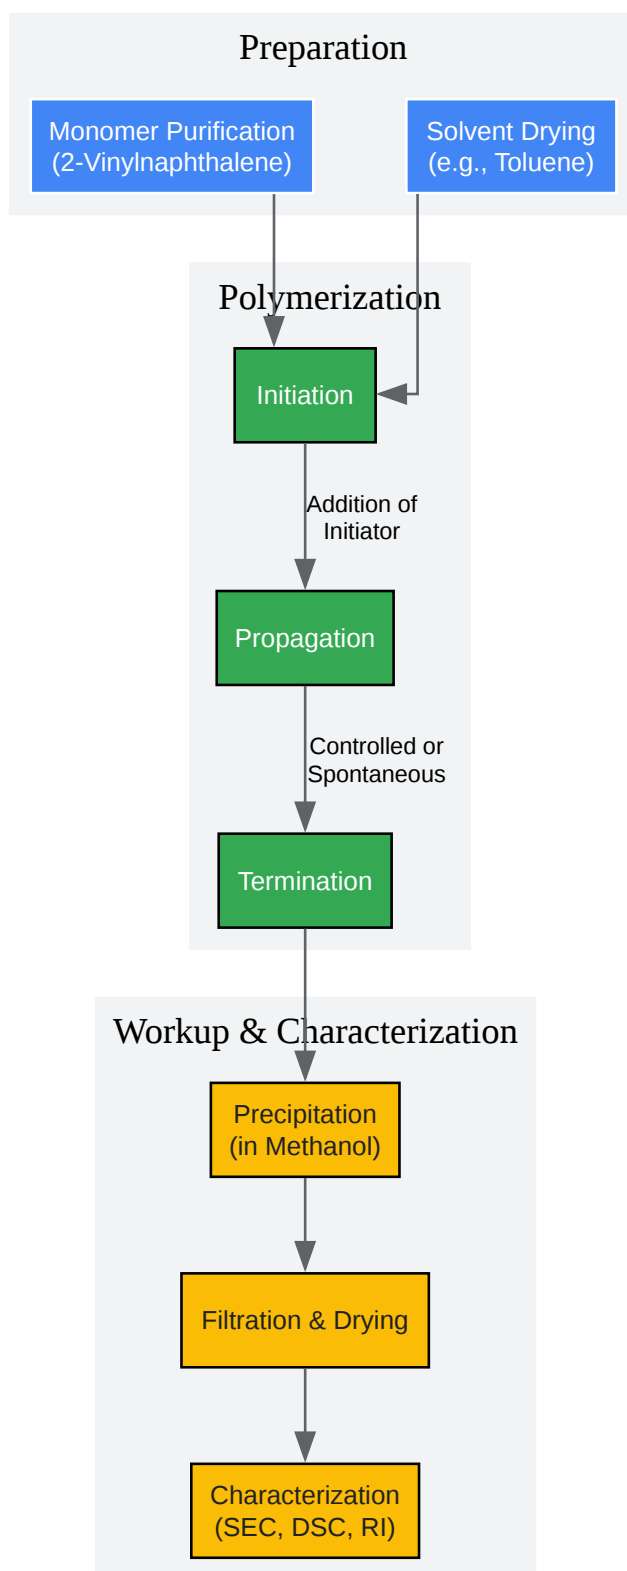 Preparation
Monomer Purification
(2-Vinylnaphthalene)
Solvent Drying
(e.g., Toluene)
Polymerization
Initiation
Addition of
Initiator
Propagation
Controlled or
Spontaneous
Termination
Workup & Characterization
Precipitation
(in Methanol)
Filtration & Drying
Characterization
(SEC, DSC, RI)